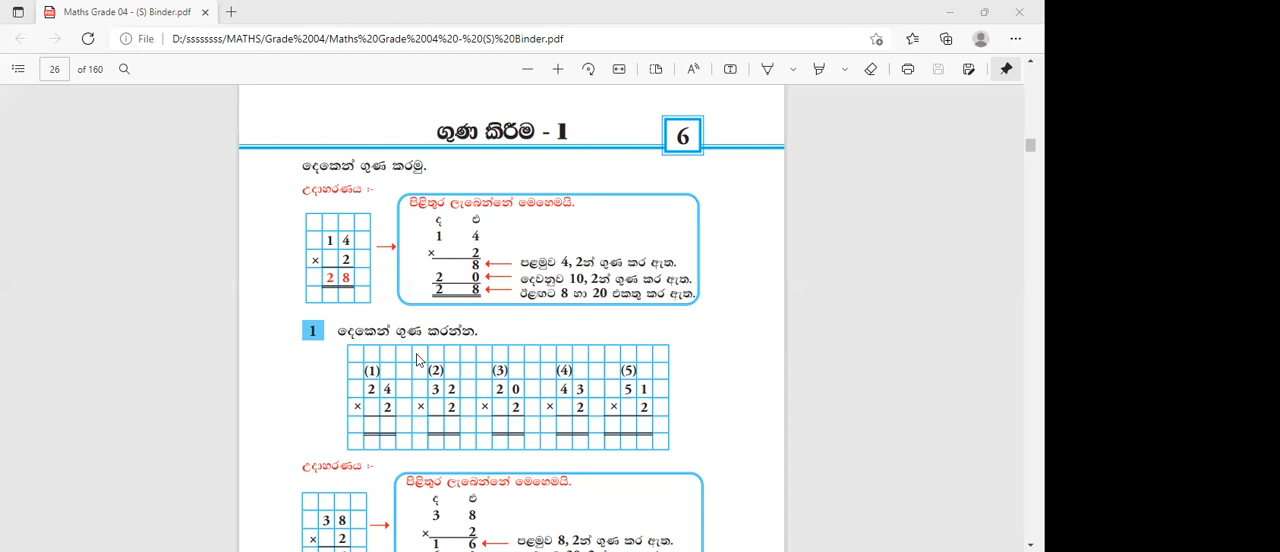 Maths Grade 04 - (S) Binder.pdf
File D:/ssssssss/MATHS/Grade%2004/Maths%20Grade%2004%20-%20(S)%20Binder.pdf
26 of 160
ගුණ කිරීම - 1
6
දෙකෙන් ගුණ කරමු.
උදාහරණය :-
1 4
× 2
2 8
පිළිතුර ලැබෙන්නේ මෙහෙමයි.
ද එ
1 4
× 2
8 පළමුව 4, 2න් ගුණ කර ඇත.
2 0 දෙවනුව 10, 2න් ගුණ කර ඇත.
2 8 ඊළඟට 8 හා 20 එකතු කර ඇත.
1 දෙකෙන් ගුණ කරන්න.
(1) (2) (3) (4) (5)
2 4 3 2 2 0 4 3 5 1
× 2 × 2 × 2 × 2 × 2
උදාහරණය :-
3 8
× 2
පිළිතුර ලැබෙන්නේ මෙහෙමයි.
ද එ
3 8
× 2
1 6 පළමුව 8, 2න් ගුණ කර ඇත.